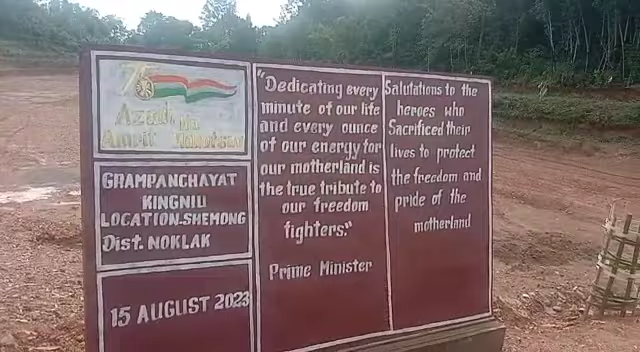 75
Azadi Ka
Amrit Mahotsav
GRAMPANCHAYAT
KINGNIU
LOCATION-SHEMONG
Dist. NOKLAK
15 AUGUST 2023
"Dedicating every
minute of our life
and every ounce
of our energy for
our motherland is
the true tribute to
our freedom
fighters."
Prime Minister
Salutations to the
heroes who
Sacrificed their
lives to protect
the freedom and
pride of the
motherland